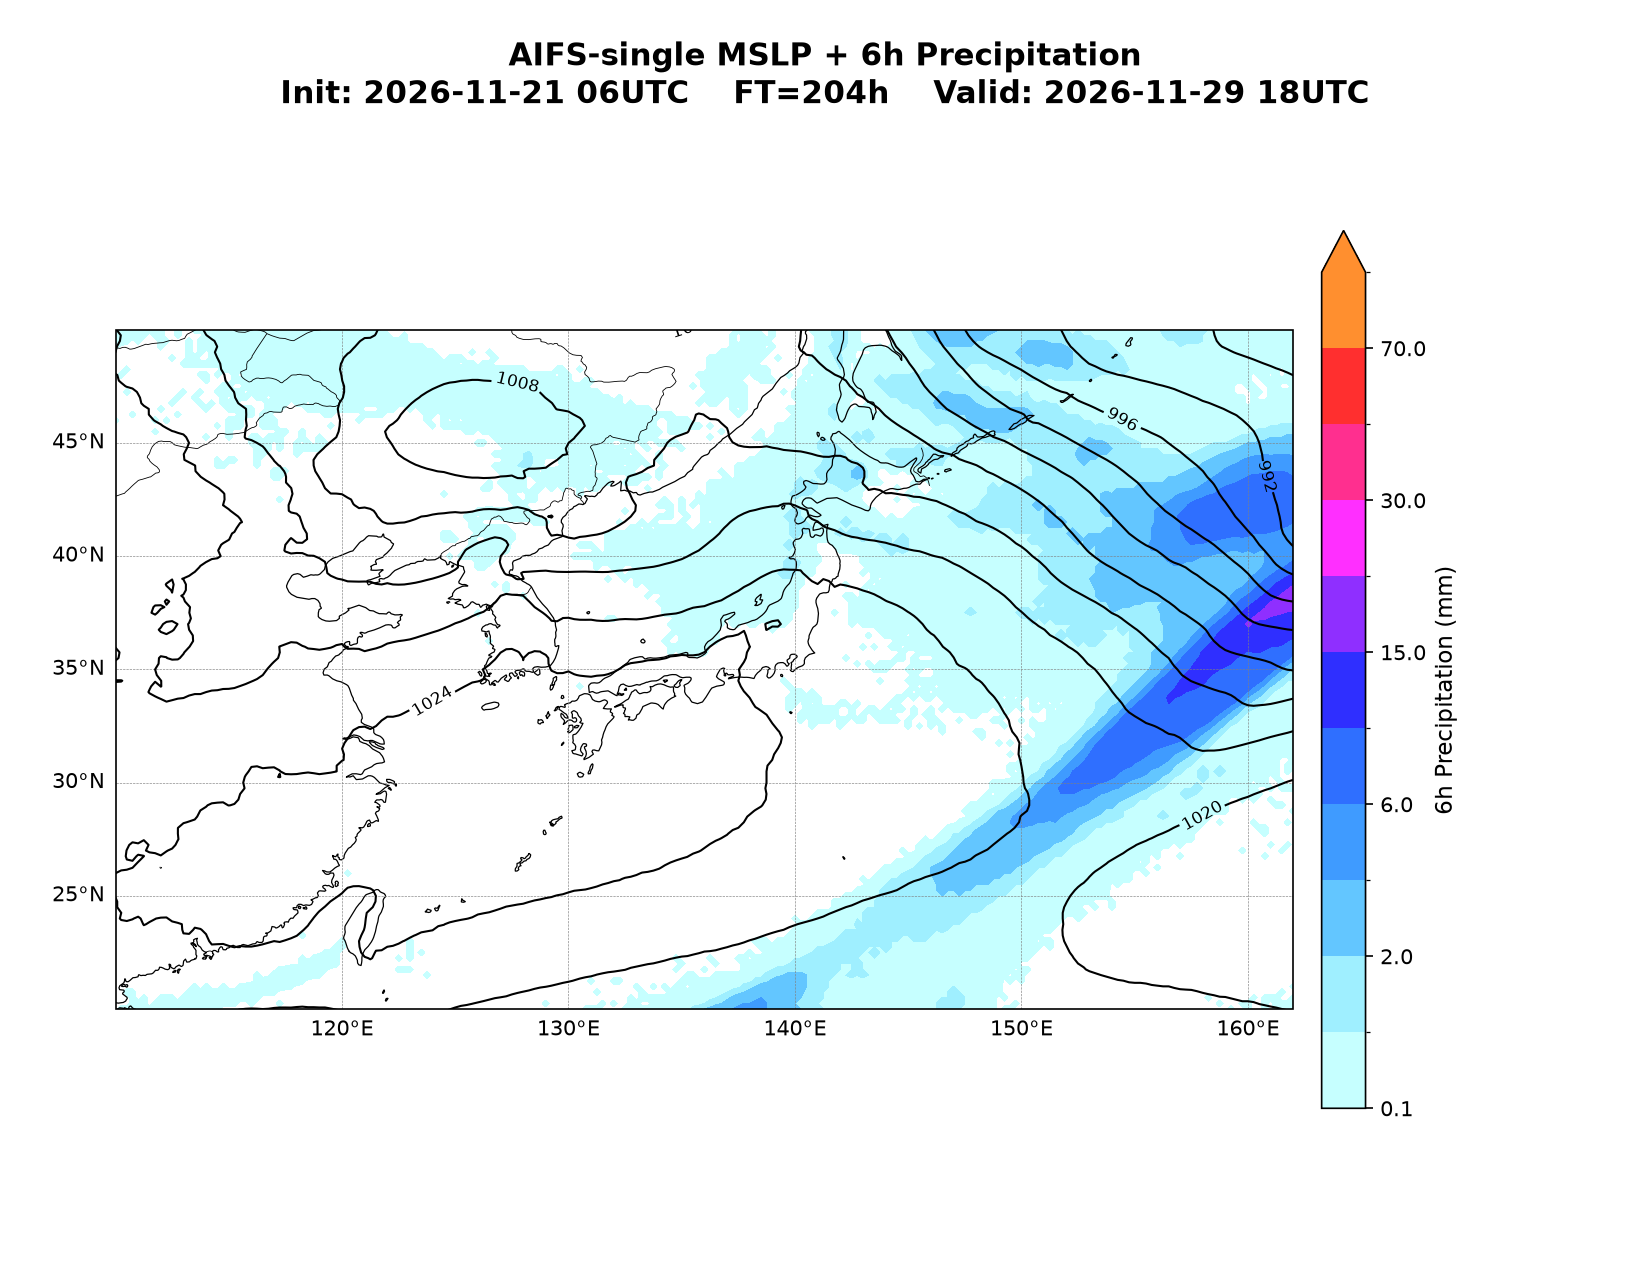 AIFS-single MSLP + 6h Precipitation
Init: 2026-11-21 06UTC    FT=204h    Valid: 2026-11-29 18UTC
10
1008
996
992
1024
1020
45°N
40°N
35°N
30°N
25°N
120°E
130°E
140°E
150°E
160°E
70.0
30.0
15.0
6.0
2.0
0.1
6h Precipitation (mm)